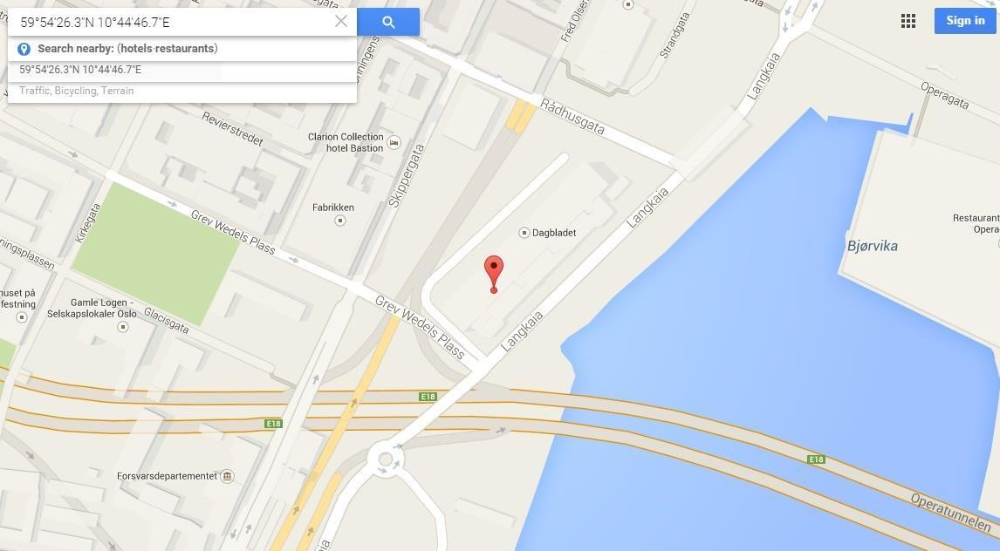 59°54'26.3"N 10°44'46.7"E
Sign in
Search nearby: (hotels·restaurants)
59°54'26.3"N 10°44'46.7"E
Traffic, Bicycling, Terrain
Fred Olsen
Strandgata
Langkaia
Operagata
Rådhusgata
Revierstredet
Clarion Collection
hotel Bastion
Skippergata
Kirkegata
Grev Wedels Plass
Fabrikken
Langkaia
Dagbladet
Restaurant
Opera
Bjørvika
ningsplassen
huset på
festning
Gamle Logen -
Selskapslokaler Oslo
Glacisgata
Grev Wedels Plass
Langkaia
E18
E18
E18
Forsvarsdepartementet
Operatunnelen